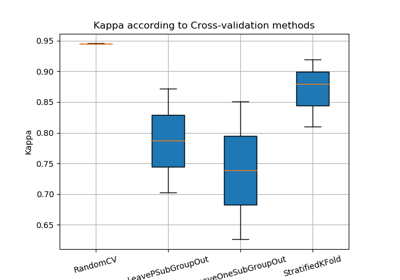 Kappa according to Cross-validation methods
0.95
0.90
0.85
0.80
0.75
0.70
0.65
Kappa
RandomCV
LeavePSubGroupOut
eaveOneSubGroupOut
StratifiedKFold